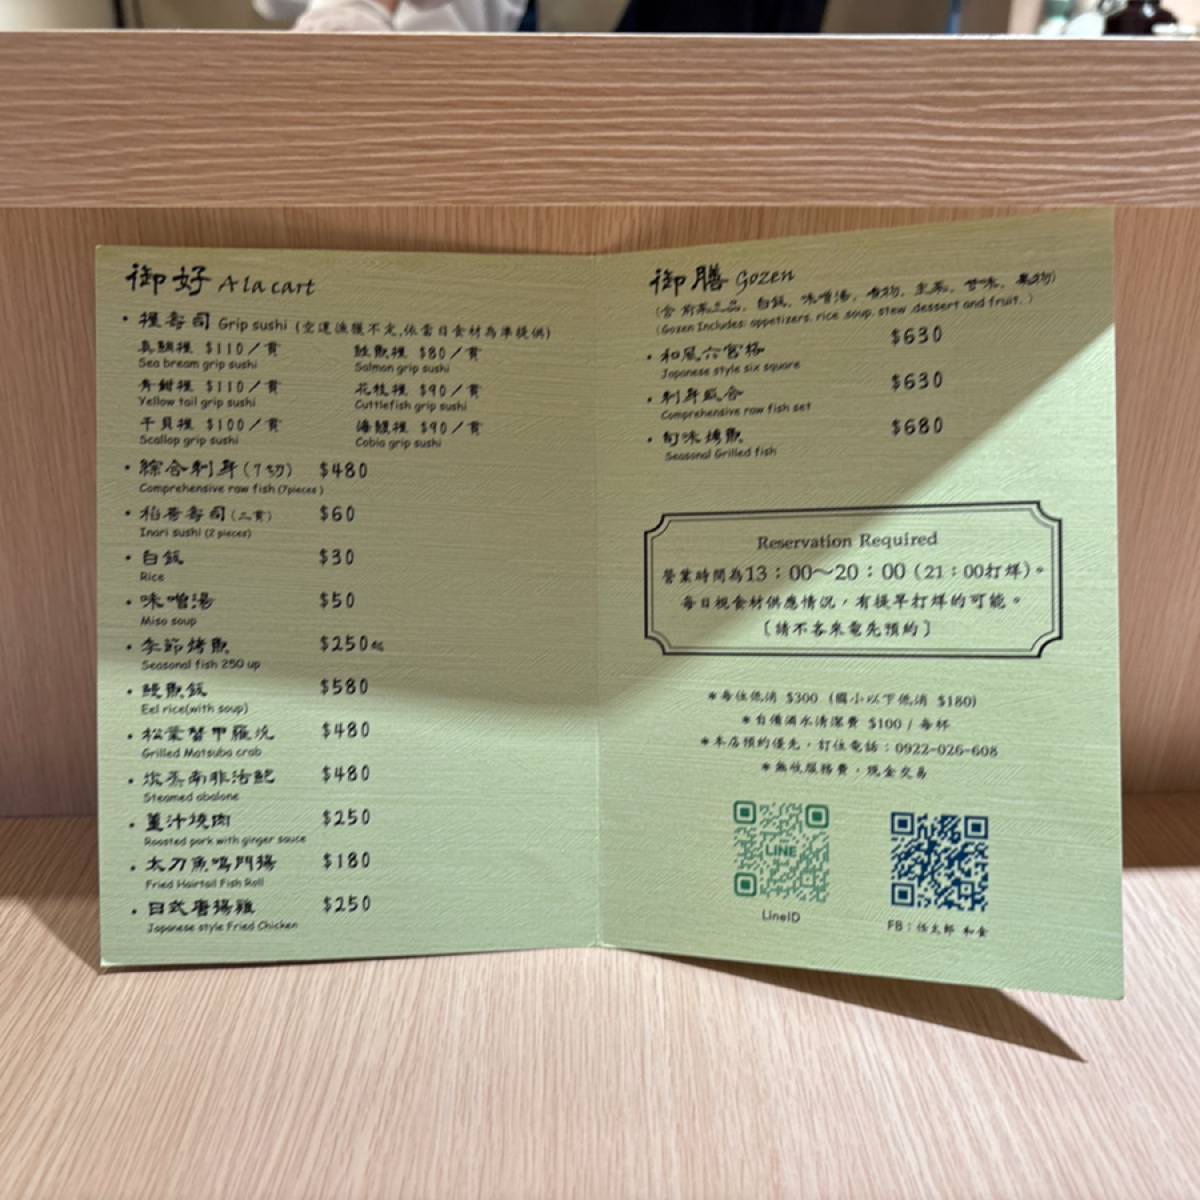 御好 A la cart
• 握壽司 Grip sushi (空運漁獲不定,依當日食材為準提供)
真鯛握 $110／貫
Sea bream grip sushi
鮭魚握 $80／貫
Salmon grip sushi
青鮒握 $110／貫
Yellow tail grip sushi
花枝握 $90／貫
Cuttlefish grip sushi
干貝握 $100／貫
Scallop grip sushi
海鱺握 $90／貫
Cobia grip sushi
• 綜合刺身(7切) $480
Comprehensive raw fish (7pieces )
• 稻荷壽司(二貫) $60
Inari sushi (2 pieces)
• 白飯 $30
Rice
• 味噌湯 $50
Miso soup
• 季節烤魚 $250起
Seasonal fish 250 up
• 鰻魚飯 $580
Eel rice(with soup)
• 松葉蟹甲羅燒 $480
Grilled Matsuba crab
• 炊蒸南非活鮑 $480
Steamed abalone
• 薑汁燒肉 $250
Roasted pork with ginger sauce
• 太刀魚鳴門揚 $180
Fried Hairtail Fish Roll
• 日式唐揚雞 $250
Japanese style Fried Chicken
御膳 Gozen
(含 前菜三品、白飯、味噌湯、煮物、主菜、甘味、果物)
(Gozen Includes: appetizers, rice ,soup, stew ,dessert and fruit. )
• 和風六宮格 $630
Japanese style six square
• 刺身盛合 $630
Comprehensive raw fish set
• 旬味烤魚 $680
Seasonal Grilled fish
Reservation Required
營業時間為13：00～20：00（21：00打烊）。
每日視食材供應情況，有提早打烊的可能。
〔請不吝來電先預約〕
＊每位低消 $300 (國小以下低消 $180)
＊自備酒水清潔費 $100 / 每杯
＊本店預約優先，訂位電話：0922-026-608
＊無收服務費，現金交易
LINE
LineID
FB：任太郎 和食